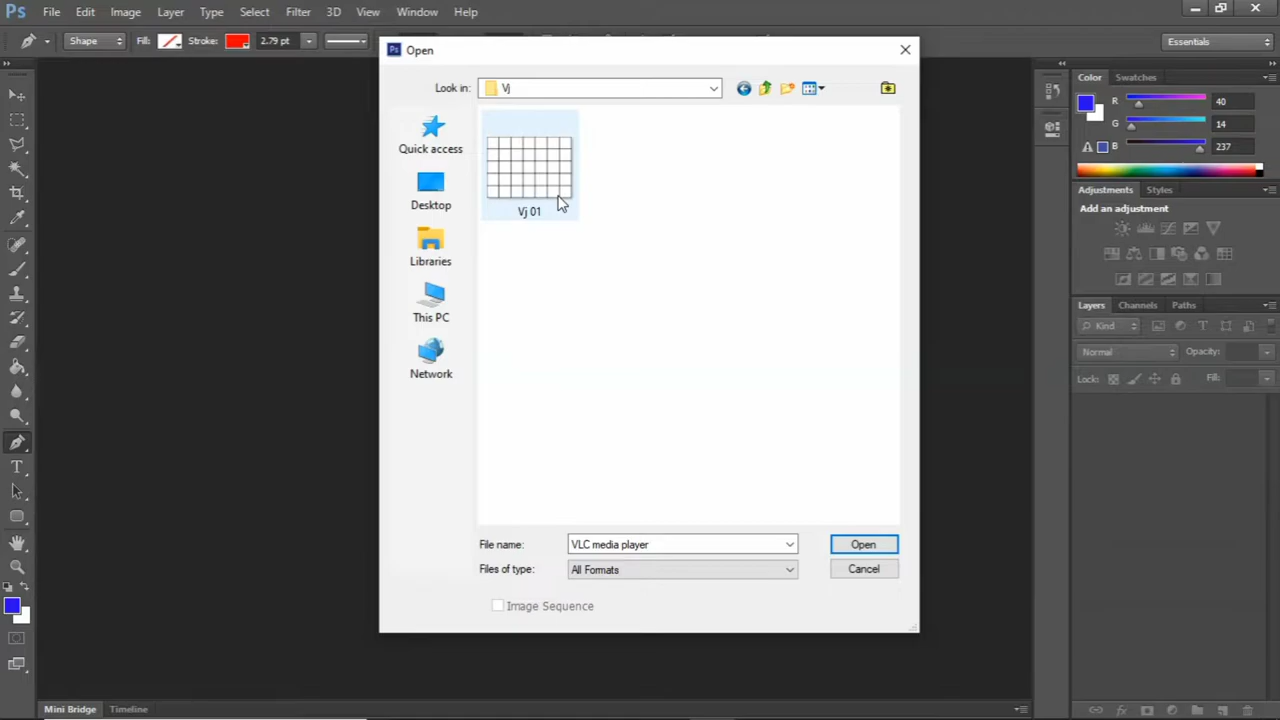 Ps File Edit Image Layer Type Select Filter 3D View Window Help
Shape Fill: Stroke: 2.79 pt Essentials
Open
Look in: Vj
Quick access
Desktop
Libraries
This PC
Network
Vj 01
File name: VLC media player Open
Files of type: All Formats Cancel
Image Sequence
Color Swatches
R 40
G 14
B 237
Adjustments Styles
Add an adjustment
Layers Channels Paths
Kind
Normal Opacity:
Lock: Fill:
Mini Bridge Timeline